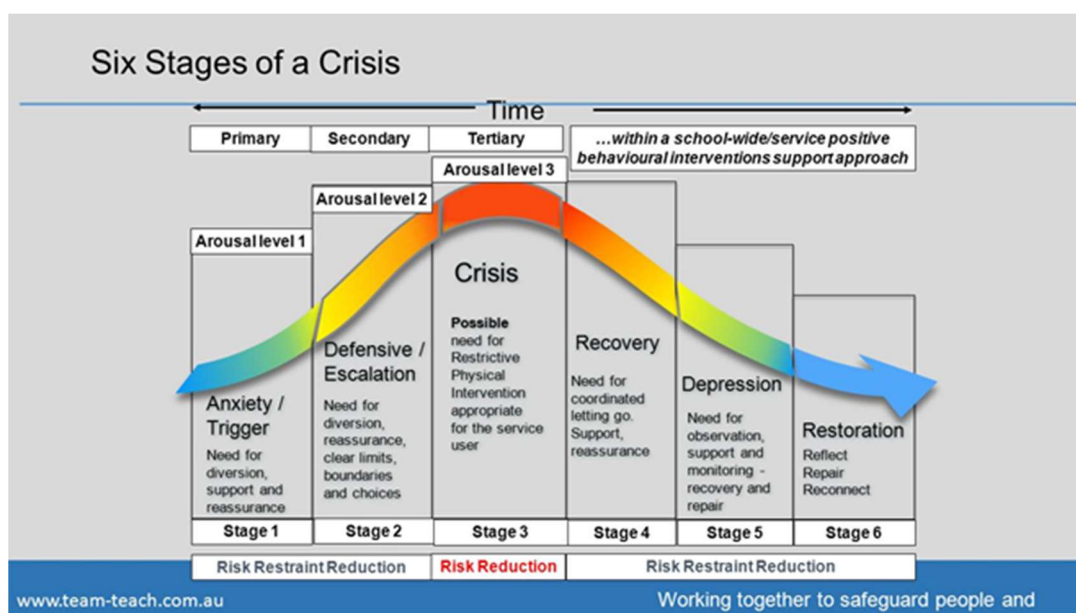 Six Stages of a Crisis
Time
Primary
Secondary
Tertiary
...within a school-wide/service positive
behavioural interventions support approach
Arousal level 1
Arousal level 2
Arousal level 3
Anxiety /
Trigger
Need for
diversion,
support and
reassurance
Defensive /
Escalation
Need for
diversion,
reassurance,
clear limits,
boundaries
and choices
Crisis
Possible
need for
Restrictive
Physical
Intervention
appropriate
for the service
user
Recovery
Need for
coordinated
letting go.
Support,
reassurance
Depression
Need for
observation,
support and
monitoring -
recovery and
repair
Restoration
Reflect
Repair
Reconnect
Stage 1
Stage 2
Stage 3
Stage 4
Stage 5
Stage 6
Risk Restraint Reduction
Risk Reduction
Risk Restraint Reduction
www.team-teach.com.au
Working together to safeguard people and